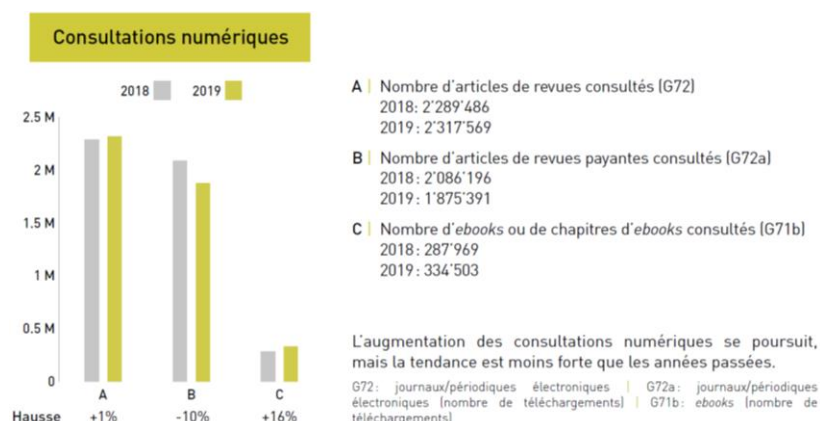 Consultations numériques
2018 2019
2.5 M
2 M
1.5 M
1 M
0.5 M
0
A B C
Hausse +1% -10% +16%
A | Nombre d'articles de revues consultés (G72)
2018: 2'289'486
2019: 2'317'569
B | Nombre d'articles de revues payantes consultés (G72a)
2018: 2'086'196
2019: 1'875'391
C | Nombre d'ebooks ou de chapitres d'ebooks consultés (G71b)
2018: 287'969
2019: 334'503
L'augmentation des consultations numériques se poursuit,
mais la tendance est moins forte que les années passées.
G72: journaux/périodiques électroniques | G72a: journaux/périodiques
électroniques (nombre de téléchargements) | G71b: ebooks (nombre de
téléchargements)